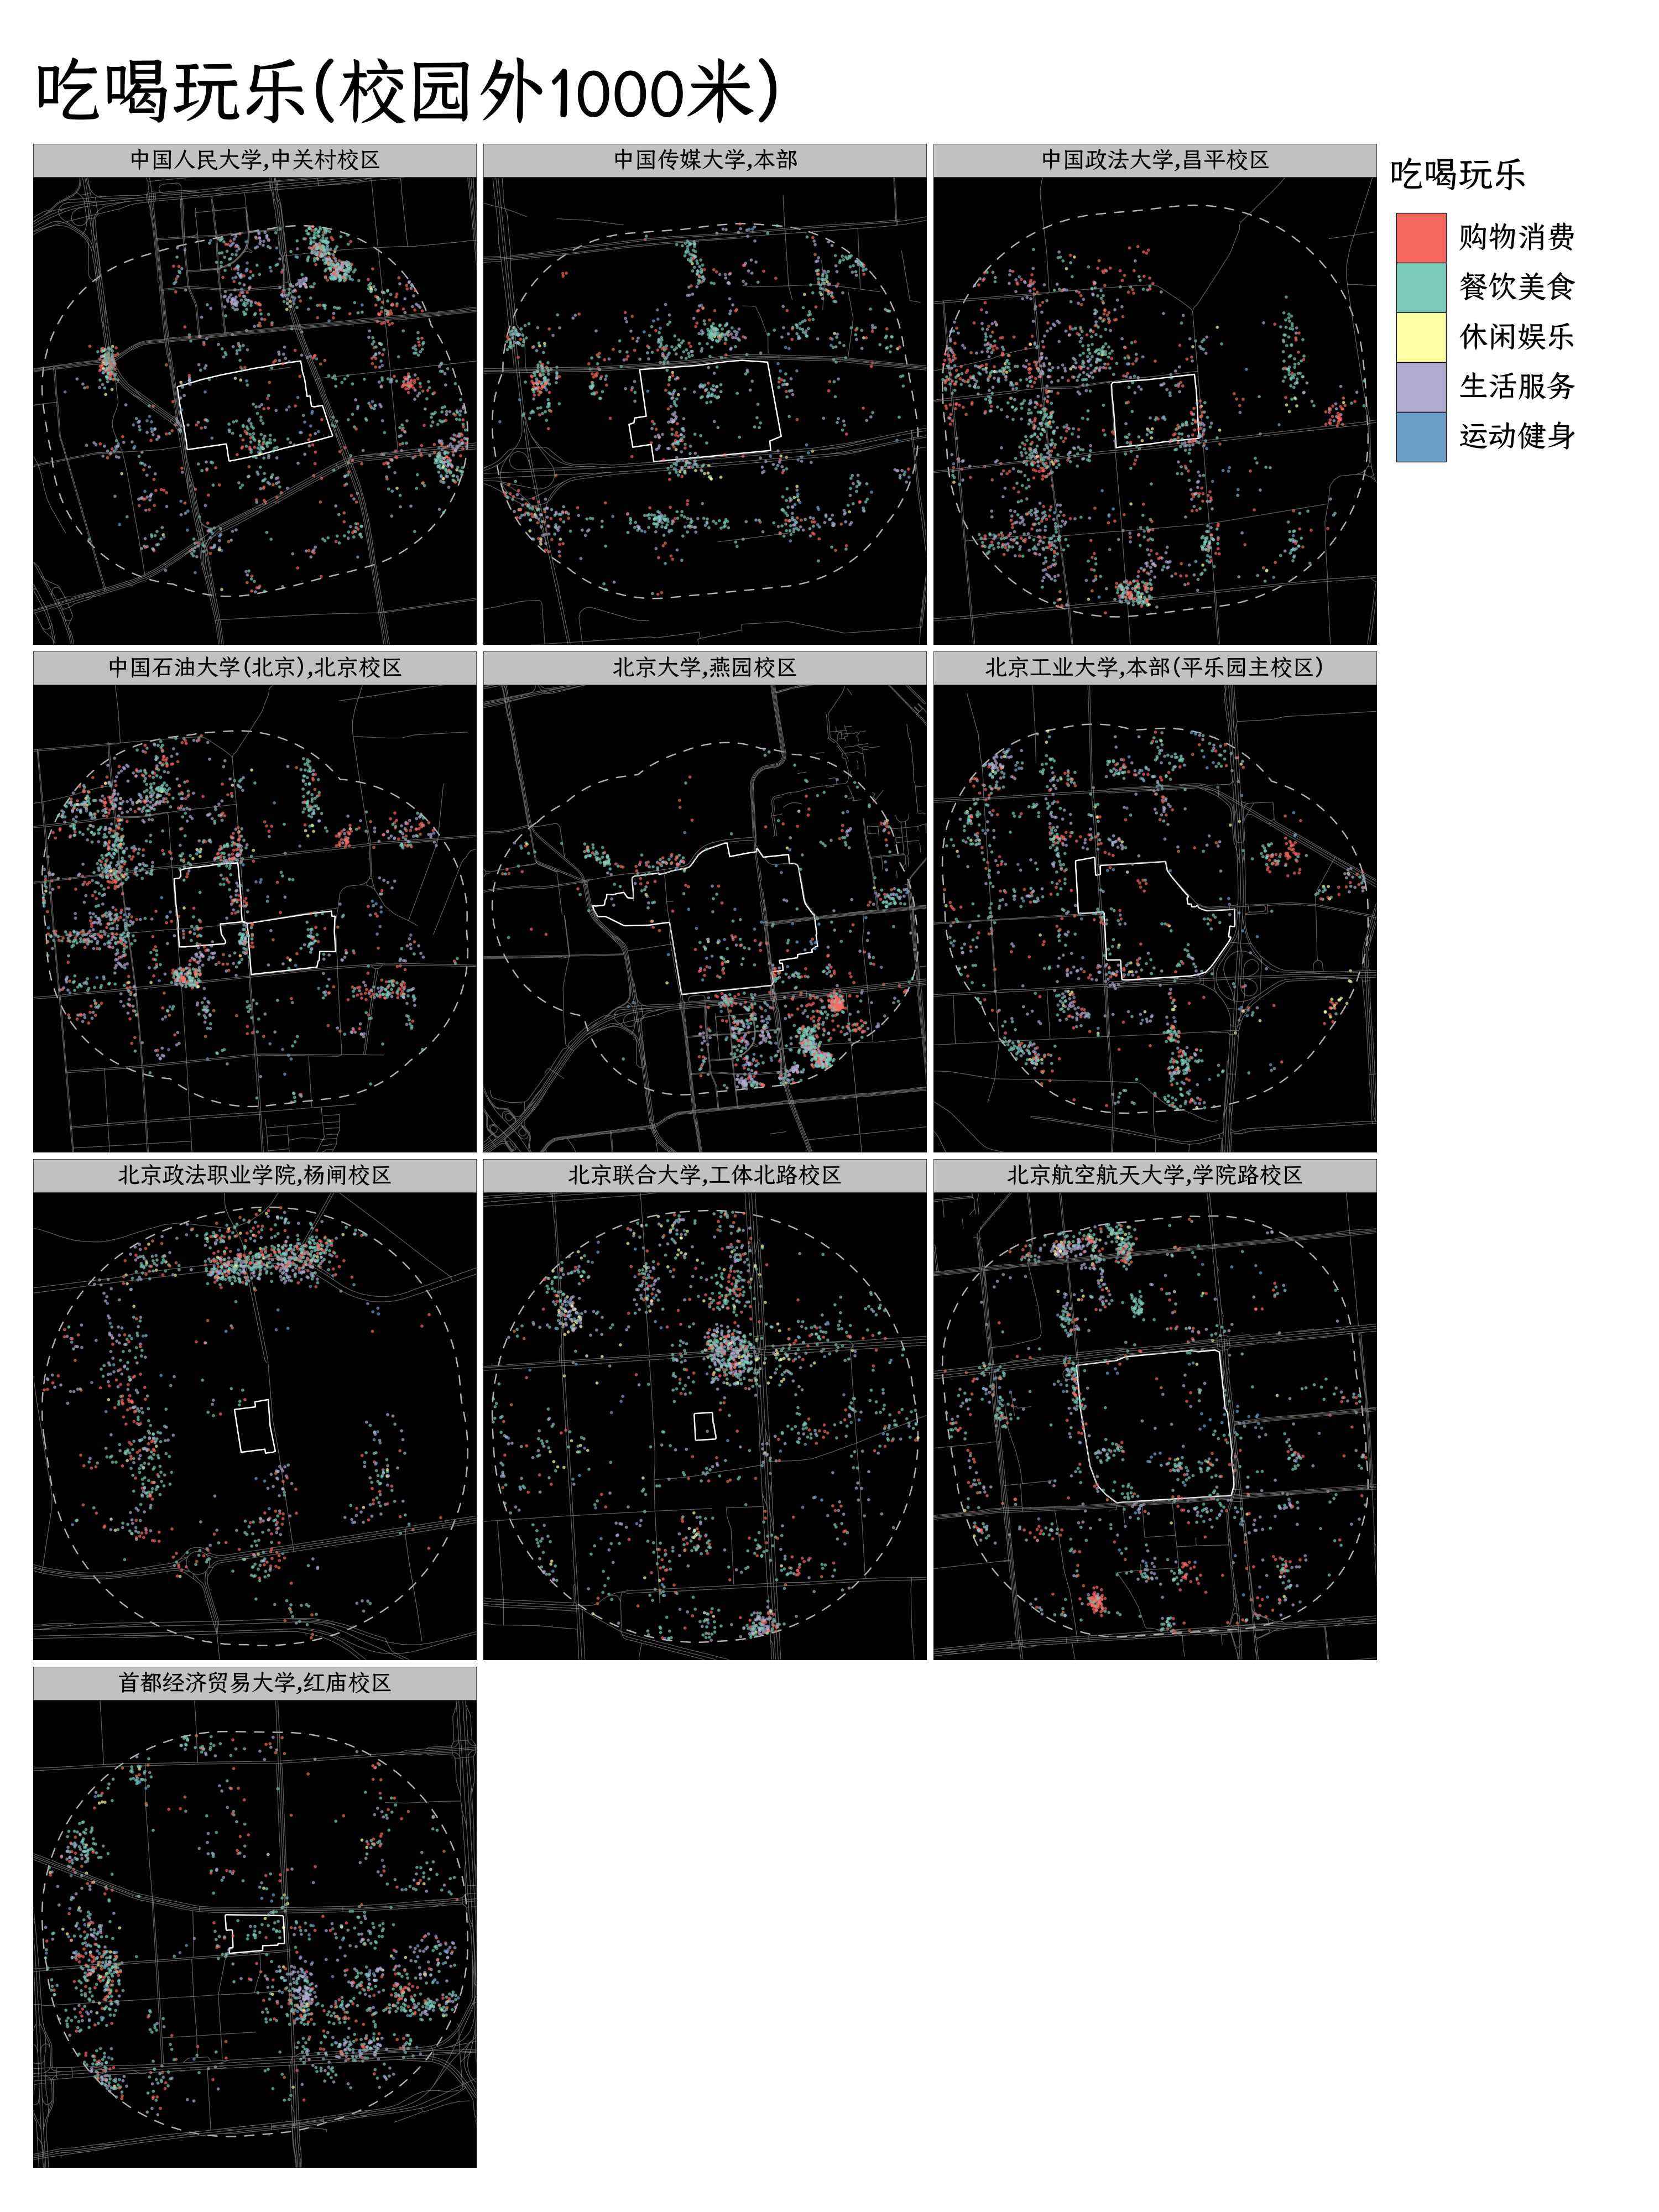 吃喝玩乐(校园外1000米)
中国人民大学,中关村校区
中国传媒大学,本部
中国政法大学,昌平校区
吃喝玩乐
购物消费
餐饮美食
休闲娱乐
生活服务
运动健身
中国石油大学(北京),北京校区
北京大学,燕园校区
北京工业大学,本部(平乐园主校区)
北京政法职业学院,杨闸校区
北京联合大学,工体北路校区
北京航空航天大学,学院路校区
首都经济贸易大学,红庙校区